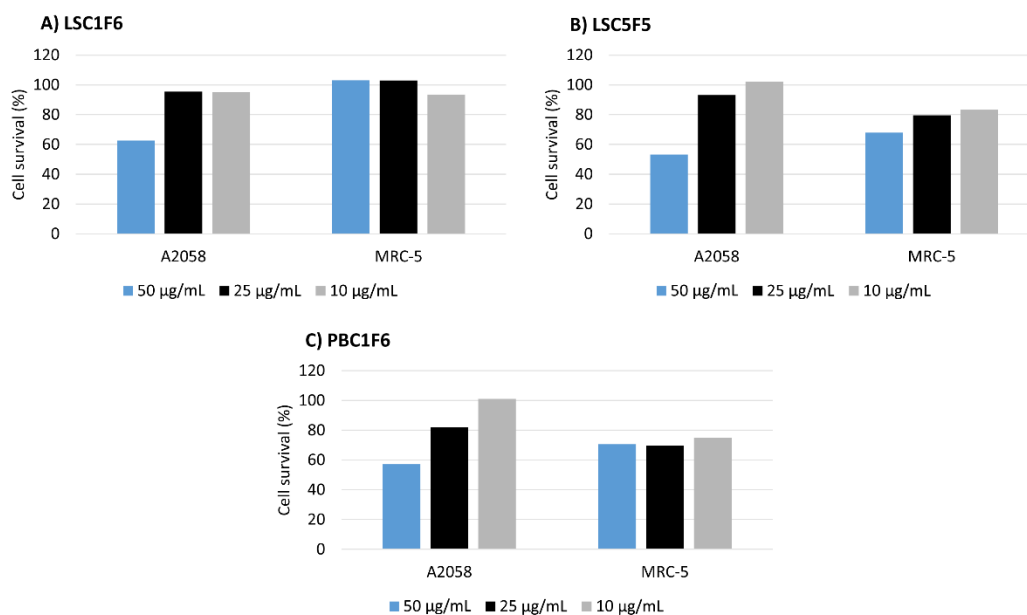 A) LSC1F6
120
100
80
60
40
20
0
Cell survival (%)
A2058 MRC-5
50 µg/mL 25 µg/mL 10 µg/mL
B) LSC5F5
120
100
80
60
40
20
0
Cell survival (%)
A2058 MRC-5
50 µg/mL 25 µg/mL 10 µg/mL
C) PBC1F6
120
100
80
60
40
20
0
Cell survival (%)
A2058 MRC-5
50 µg/mL 25 µg/mL 10 µg/mL